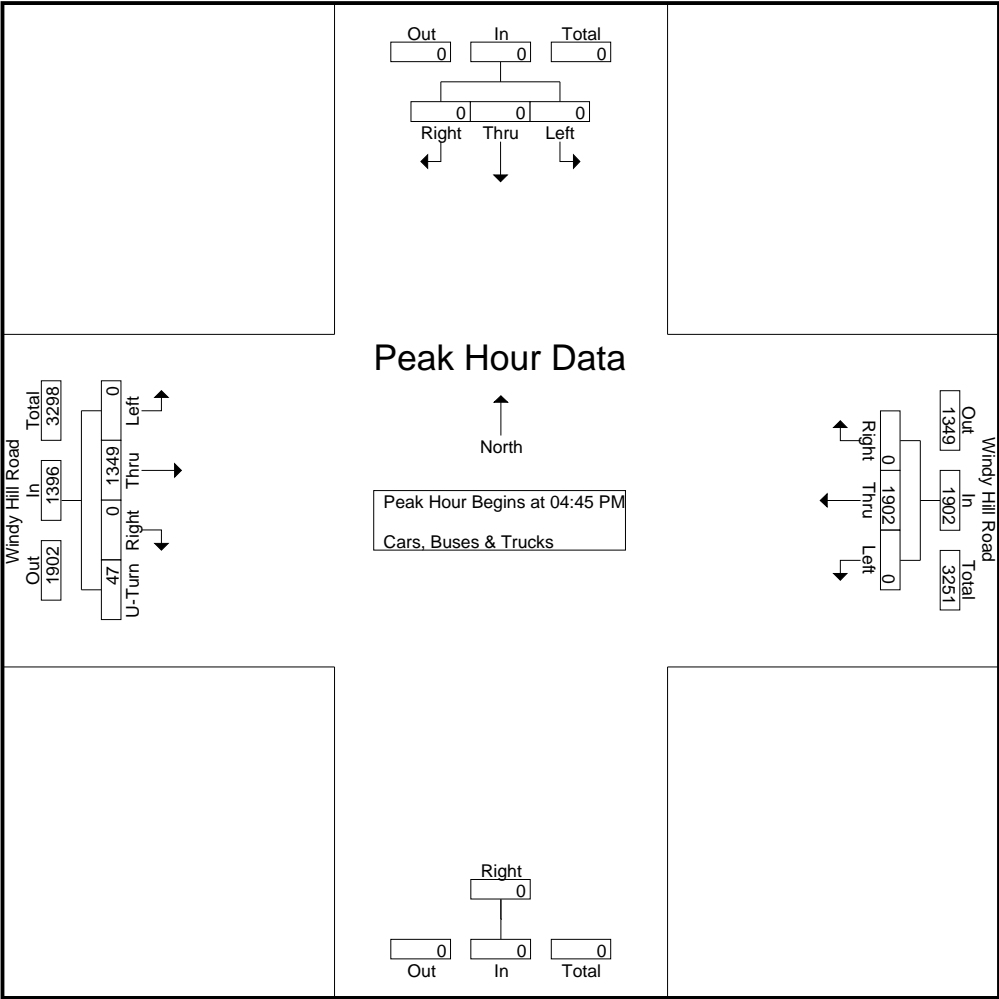 Out In Total
0 0 0
0 0 0
Right Thru Left
Peak Hour Data
North
Peak Hour Begins at 04:45 PM
Cars, Buses & Trucks
Windy Hill Road
Out In Total
1902 1396 3298
47 0 1349 0
U-Turn Right Thru Left
Windy Hill Road
Out In Total
1349 1902 3251
0 1902 0
Right Thru Left
Right
0
0 0 0
Out In Total